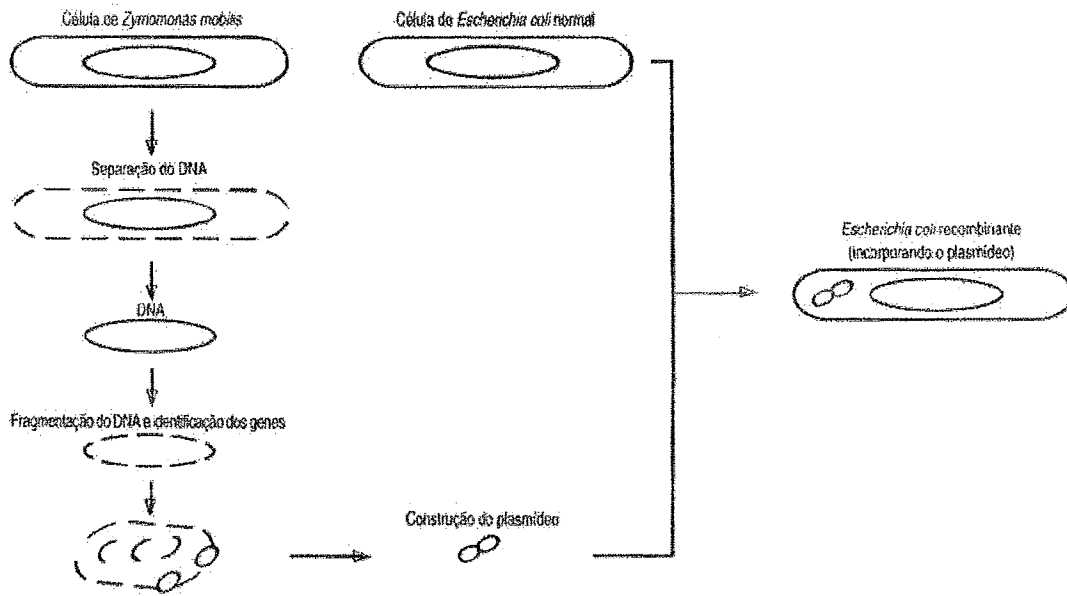 Célula de Zymomonas mobilis
Célula de Escherichia coli normal
Separação do DNA
DNA
Fragmentação do DNA e identificação dos genes
Construção do plasmídeo
Escherichia coli recombinante
(incorporando o plasmídeo)